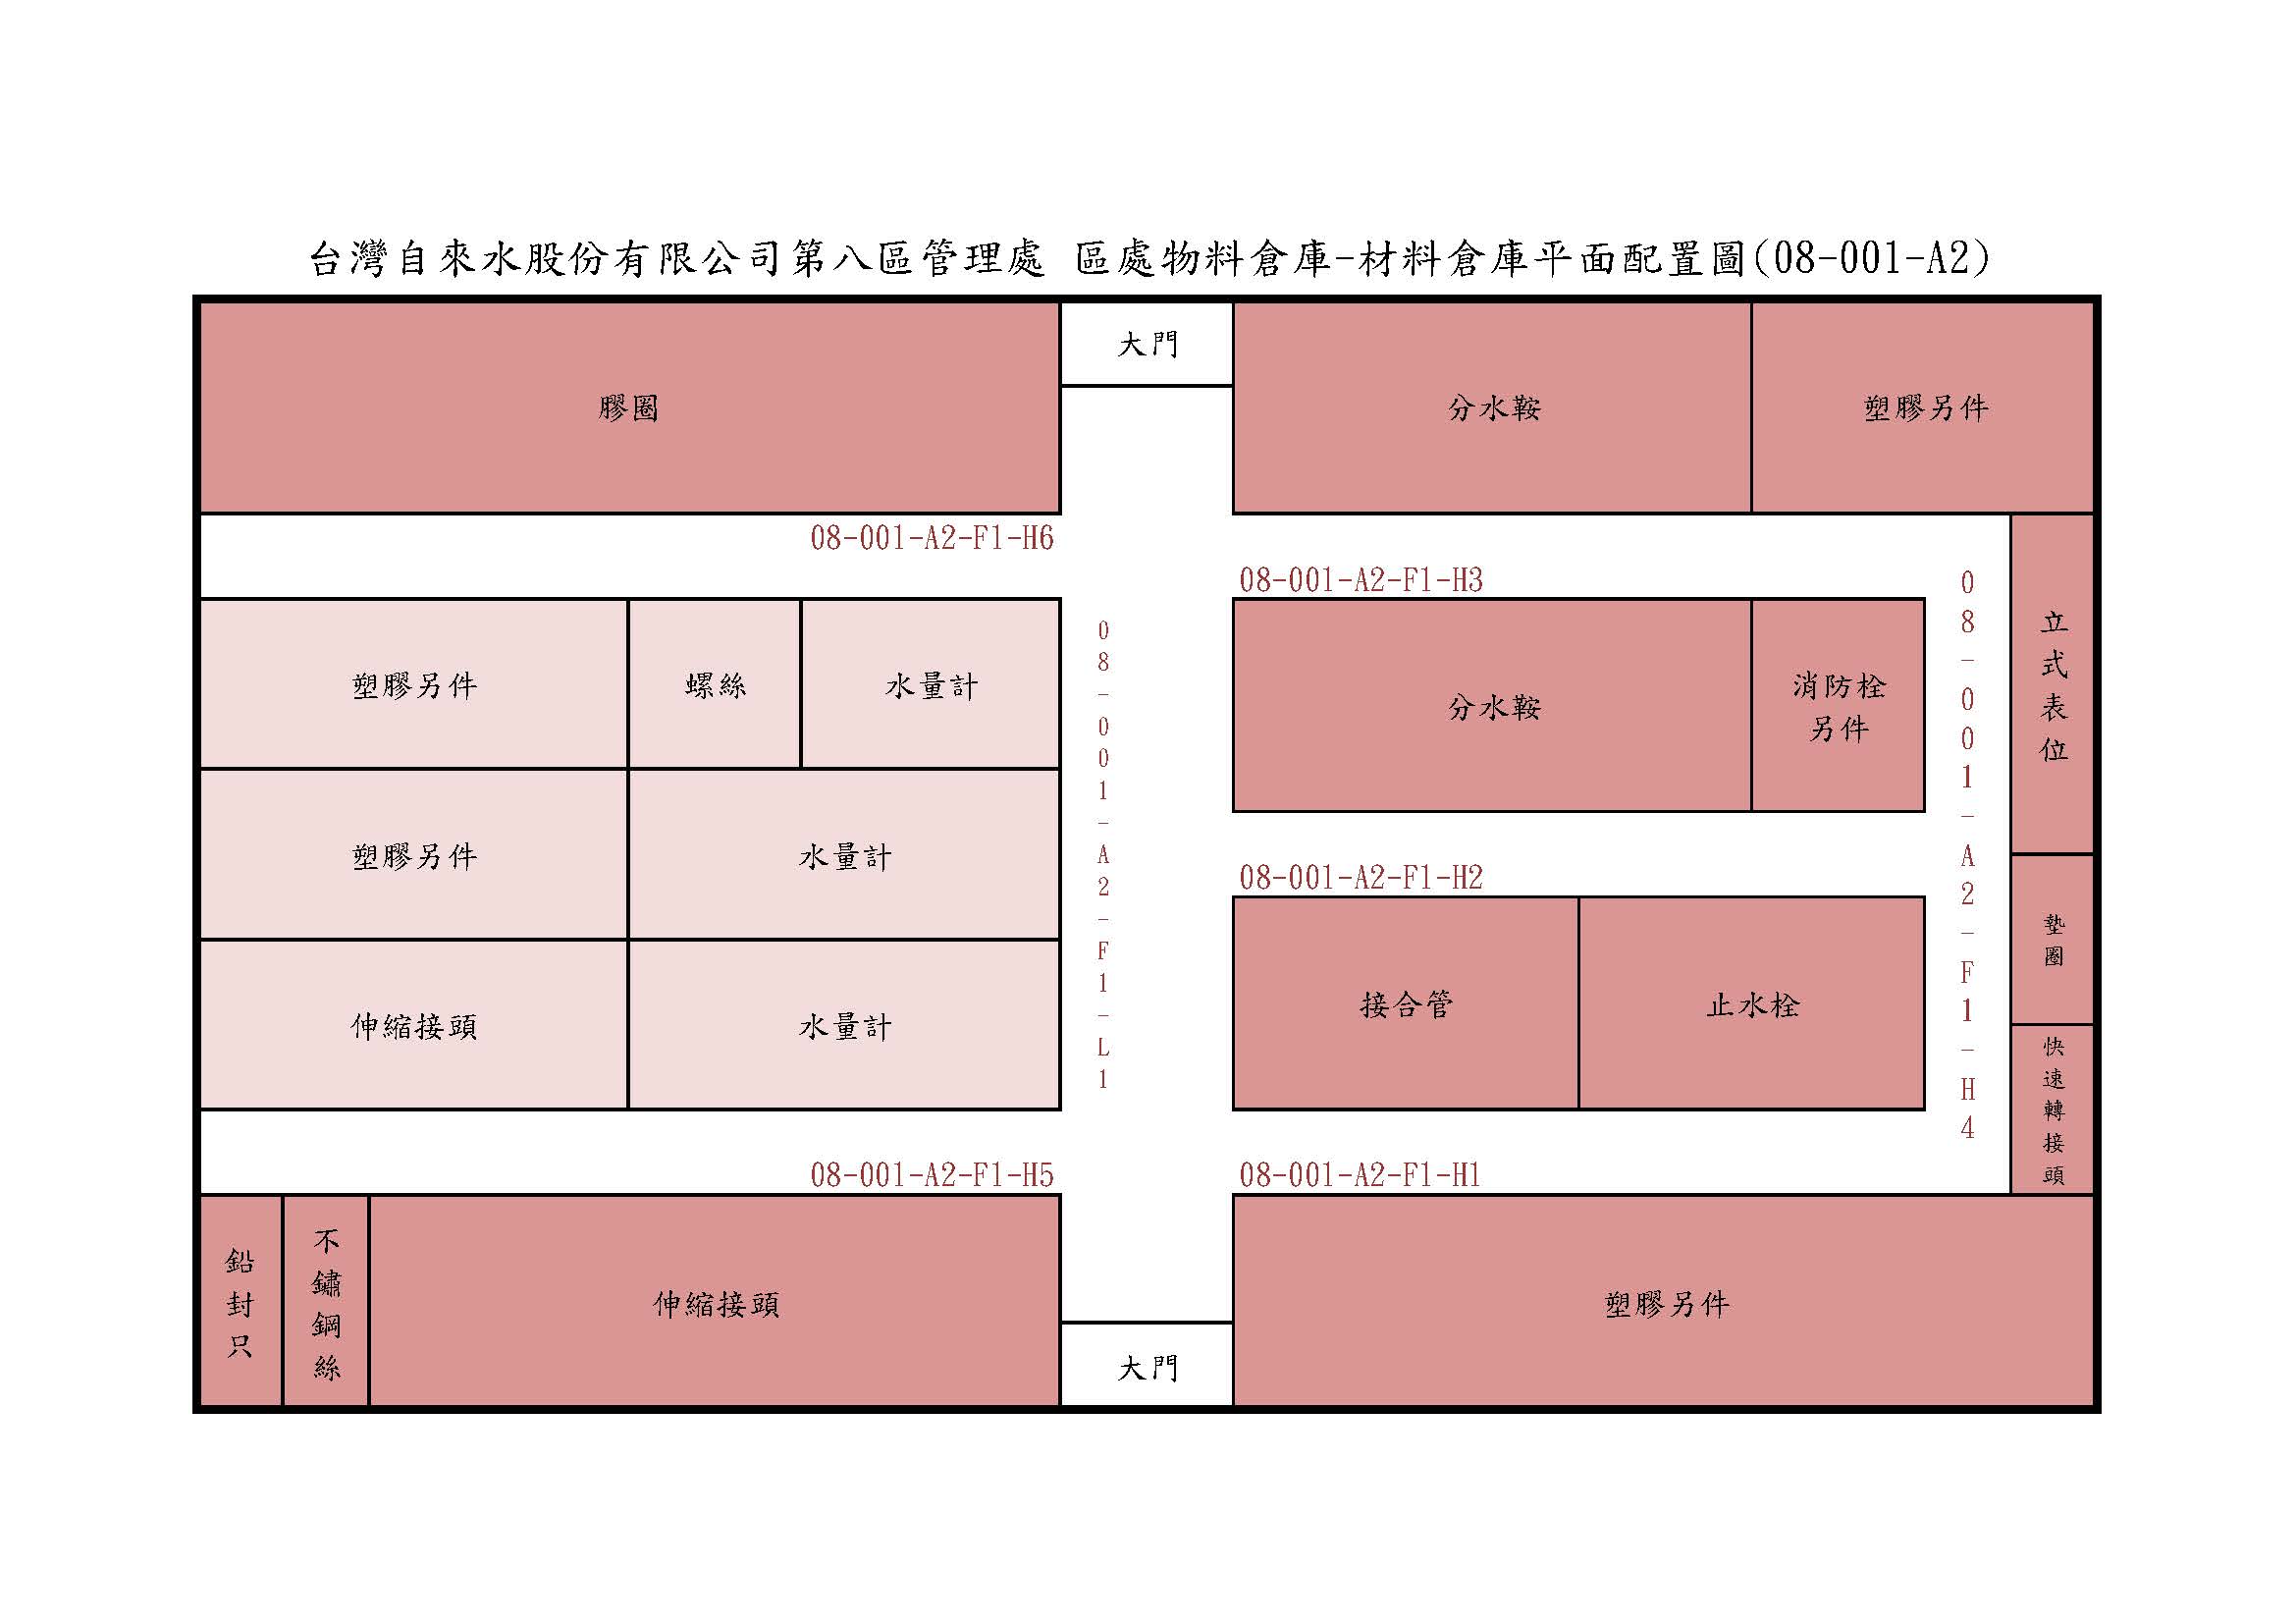 台灣自來水股份有限公司第八區管理處 區處物料倉庫-材料倉庫平面配置圖(08-001-A2)
膠圈
大門
分水鞍
塑膠另件
08-001-A2-F1-H6
08-001-A2-F1-H3
塑膠另件
螺絲
水量計
塑膠另件
水量計
伸縮接頭
水量計
08-001-A2-F1-L1
分水鞍
消防栓
另件
08-001-A2-F1-H2
接合管
止水栓
08-001-A2-F1-H4
立式表位
墊圈
快速轉接頭
08-001-A2-F1-H5
08-001-A2-F1-H1
鉛封只
不鏽鋼絲
伸縮接頭
大門
塑膠另件